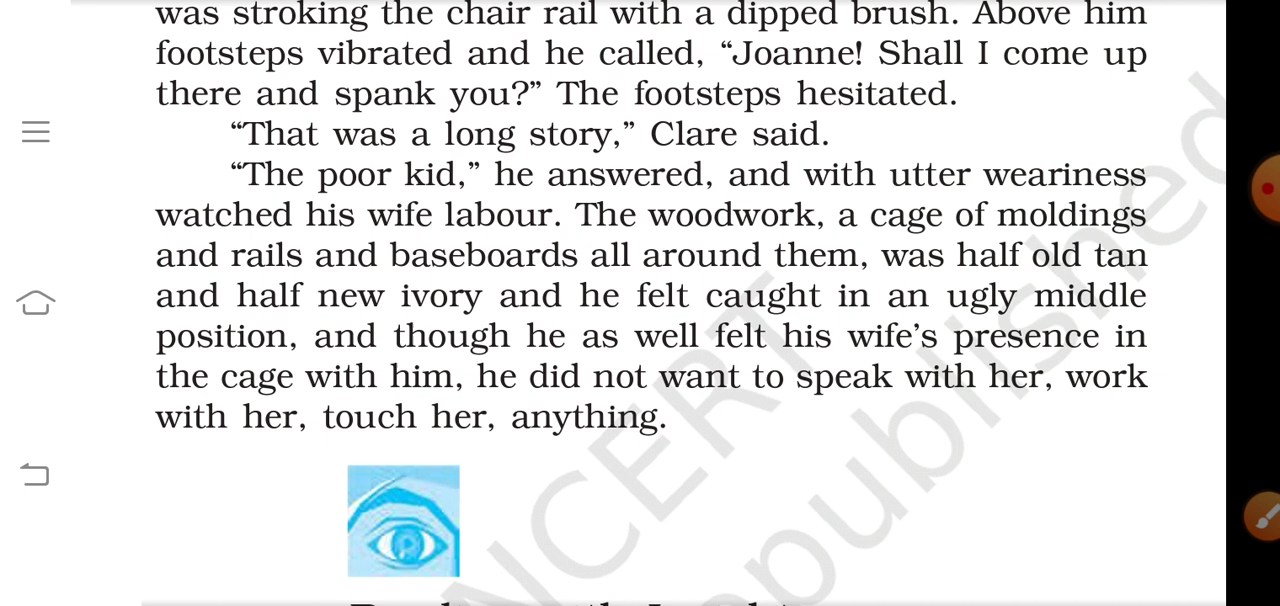 was stroking the chair rail with a dipped brush. Above him
footsteps vibrated and he called, “Joanne! Shall I come up
there and spank you?” The footsteps hesitated.
“That was a long story,” Clare said.
“The poor kid,” he answered, and with utter weariness
watched his wife labour. The woodwork, a cage of moldings
and rails and baseboards all around them, was half old tan
and half new ivory and he felt caught in an ugly middle
position, and though he as well felt his wife’s presence in
the cage with him, he did not want to speak with her, work
with her, touch her, anything.
NCERT
published